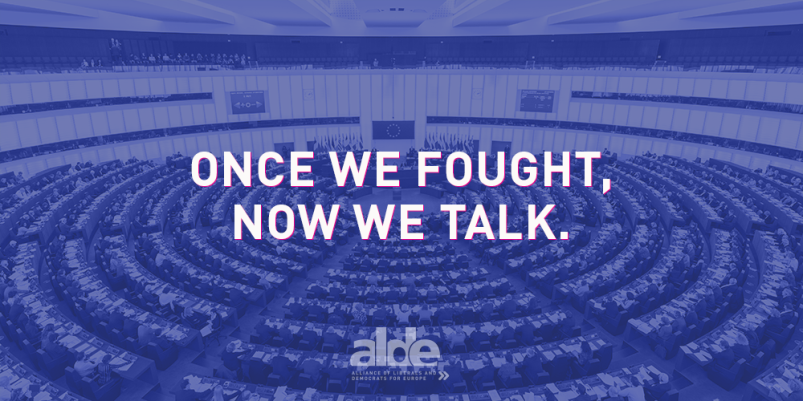 ONCE WE FOUGHT,
NOW WE TALK.
alde
ALLIANCE OF LIBERALS AND
DEMOCRATS FOR EUROPE